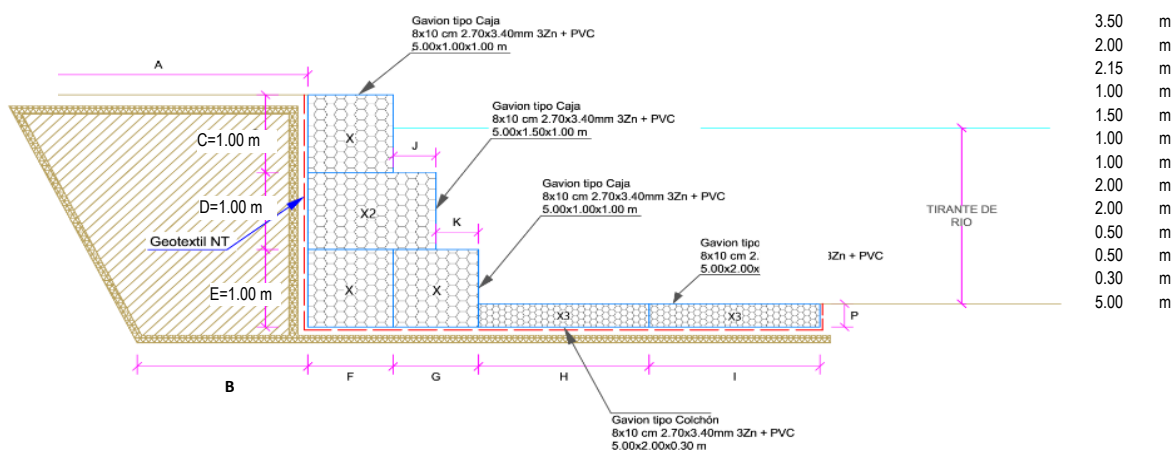 Gavion tipo Caja
8x10 cm 2.70x3.40mm 3Zn + PVC
5.00x1.00x1.00 m
A
Gavion tipo Caja
8x10 cm 2.70x3.40mm 3Zn + PVC
5.00x1.50x1.00 m
C=1.00 m
X
J
Gavion tipo Caja
8x10 cm 2.70x3.40mm 3Zn + PVC
5.00x1.00x1.00 m
D=1.00 m
X2
K
TIRANTE DE
RIO
Geotextil NT
Gavion tipo
8x10 cm 2.
3Zn + PVC
5.00x2.00x
E=1.00 m
X
X
X3
X3
P
B
F
G
H
I
Gavion tipo Colchón
8x10 cm 2.70x3.40mm 3Zn + PVC
5.00x2.00x0.30 m
3.50 m
2.00 m
2.15 m
1.00 m
1.50 m
1.00 m
1.00 m
2.00 m
2.00 m
0.50 m
0.50 m
0.30 m
5.00 m